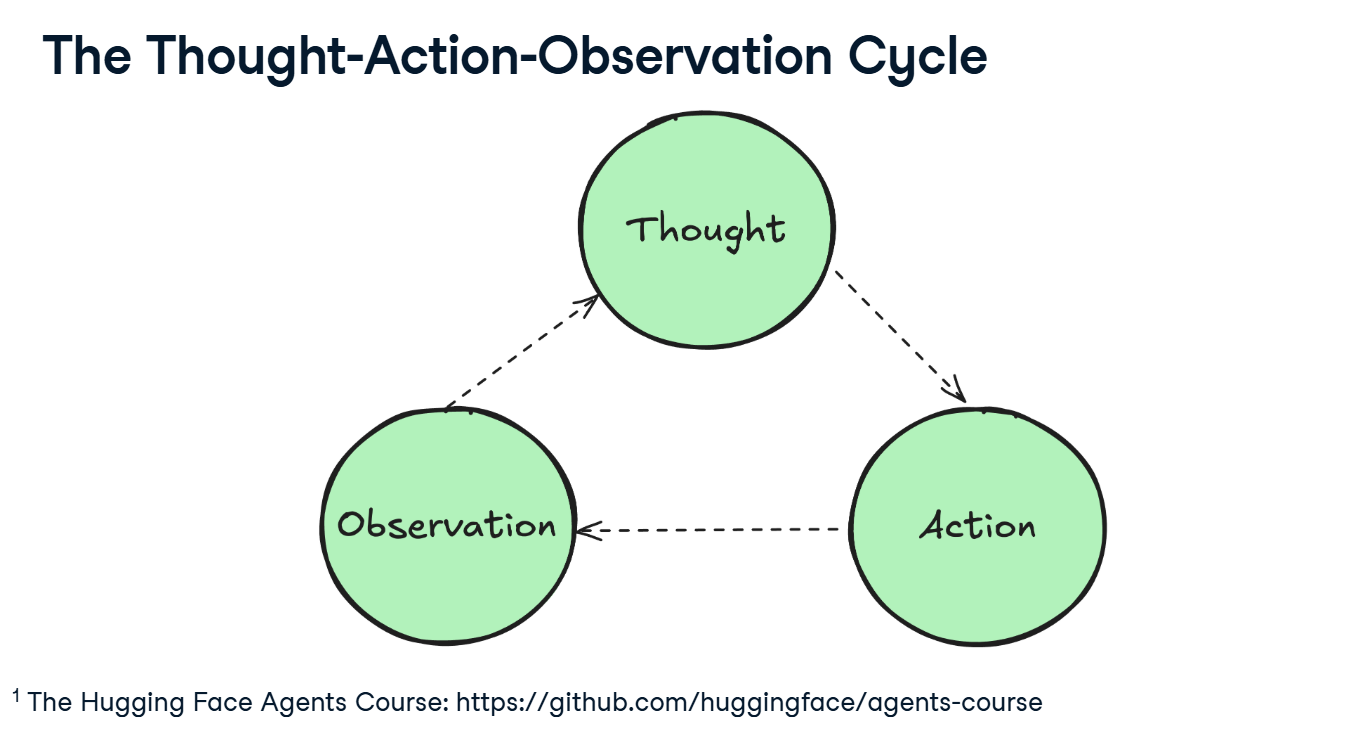 The Thought-Action-Observation Cycle
Thought
Observation
Action
¹ The Hugging Face Agents Course: https://github.com/huggingface/agents-course